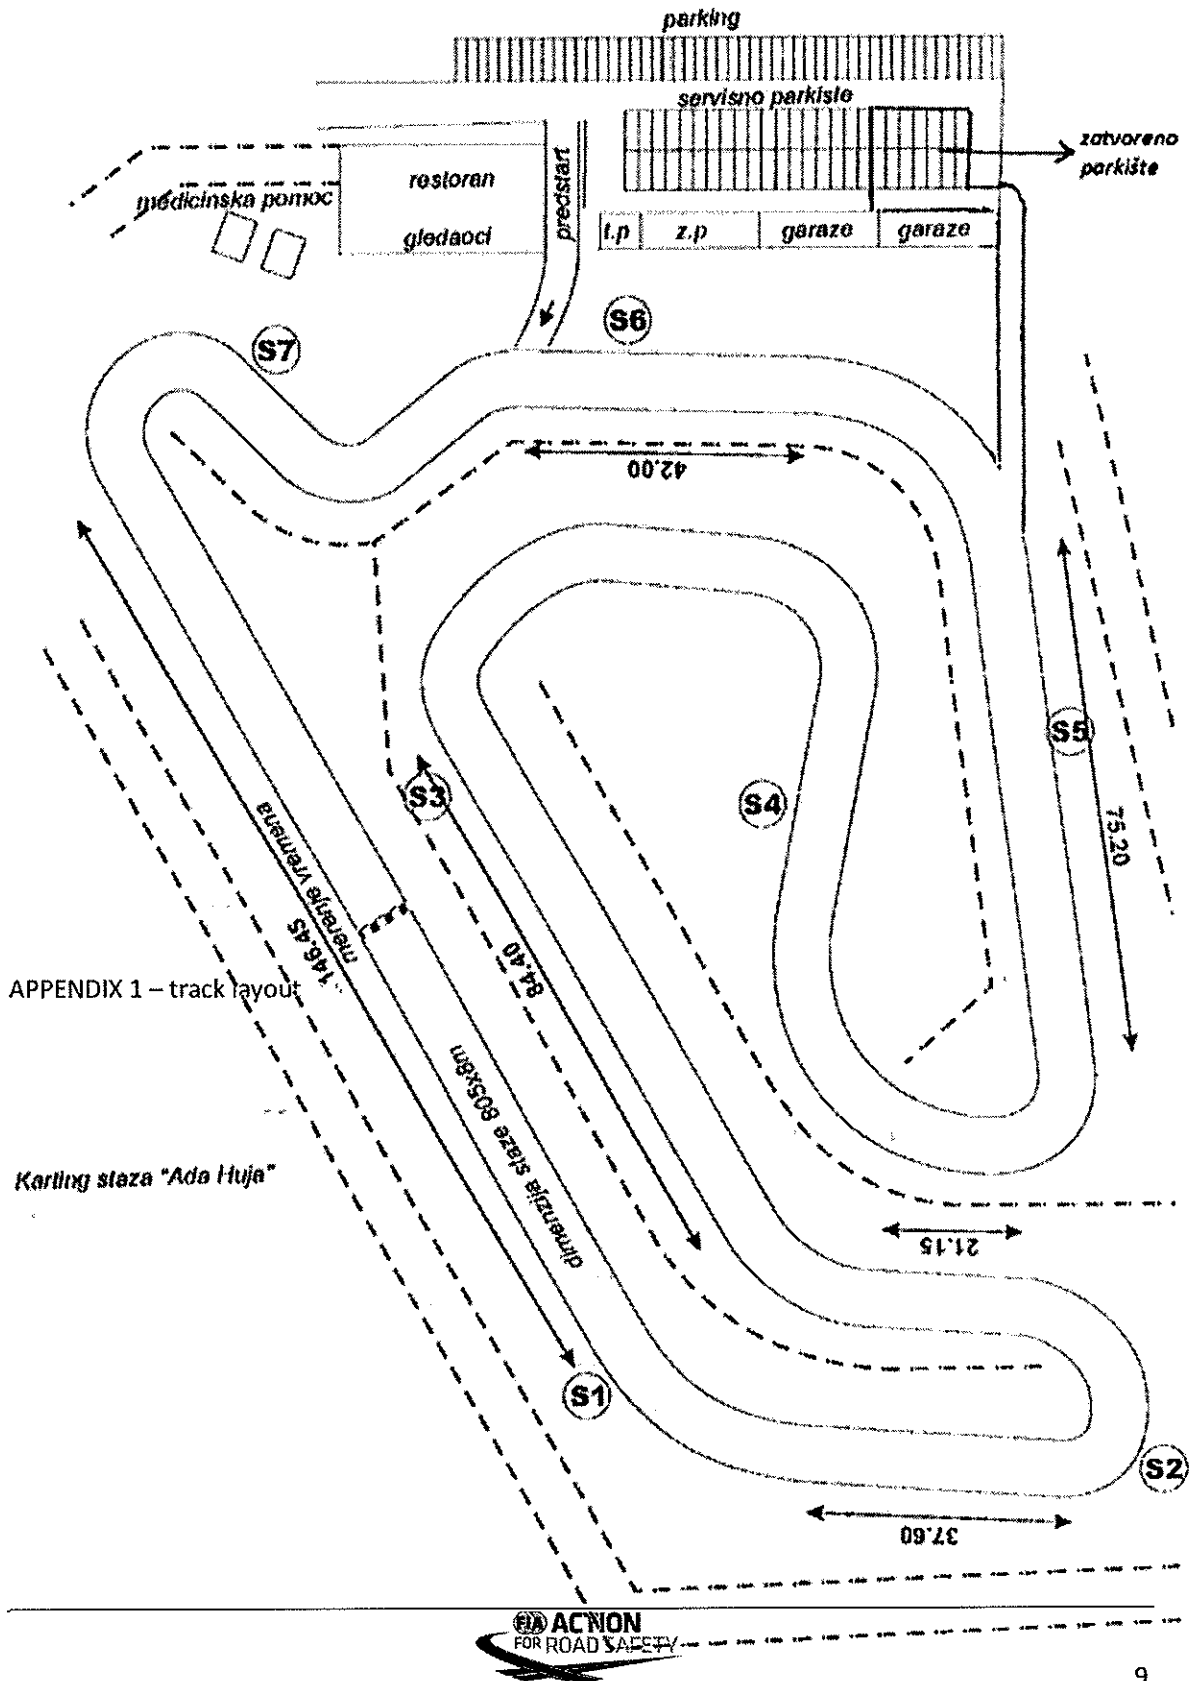 parking
servisno parkiste
zatvoreno
parkište
restoran
predstart
medicinska pomoc
gledaoci
t.p
z.p
garaze
garaze
S6
S7
42.00
S5
S3
S4
75.20
merenje vremena
146.45
84.40
APPENDIX 1 – track layout
dimenzija staze 805x8m
Karting staza "Ada Huja"
21.15
S1
S2
37.60
FIA ACTION
FOR ROAD SAFETY
9